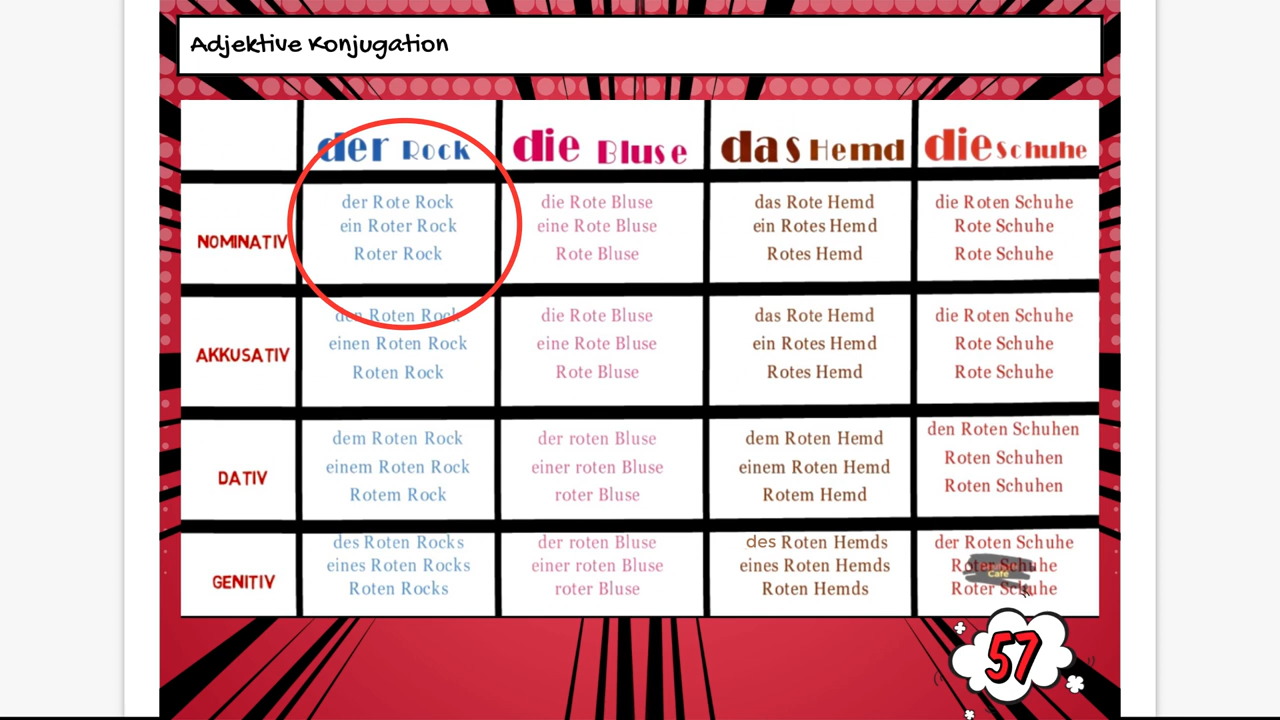 Adjektive Konjugation
der Rock die Bluse das Hemd die schuhe
NOMINATIV
der Rote Rock
ein Roter Rock
Roter Rock
die Rote Bluse
eine Rote Bluse
Rote Bluse
das Rote Hemd
ein Rotes Hemd
Rotes Hemd
die Roten Schuhe
Rote Schuhe
Rote Schuhe
AKKUSATIV
den Roten Rock
einen Roten Rock
Roten Rock
die Rote Bluse
eine Rote Bluse
Rote Bluse
das Rote Hemd
ein Rotes Hemd
Rotes Hemd
die Roten Schuhe
Rote Schuhe
Rote Schuhe
DATIV
dem Roten Rock
einem Roten Rock
Rotem Rock
der roten Bluse
einer roten Bluse
roter Bluse
dem Roten Hemd
einem Roten Hemd
Rotem Hemd
den Roten Schuhen
Roten Schuhen
Roten Schuhen
GENITIV
des Roten Rocks
eines Roten Rocks
Roten Rocks
der roten Bluse
einer roten Bluse
roter Bluse
des Roten Hemds
eines Roten Hemds
Roten Hemds
der Roten Schuhe
Roter Schuhe
Café
Roter Schuhe
57